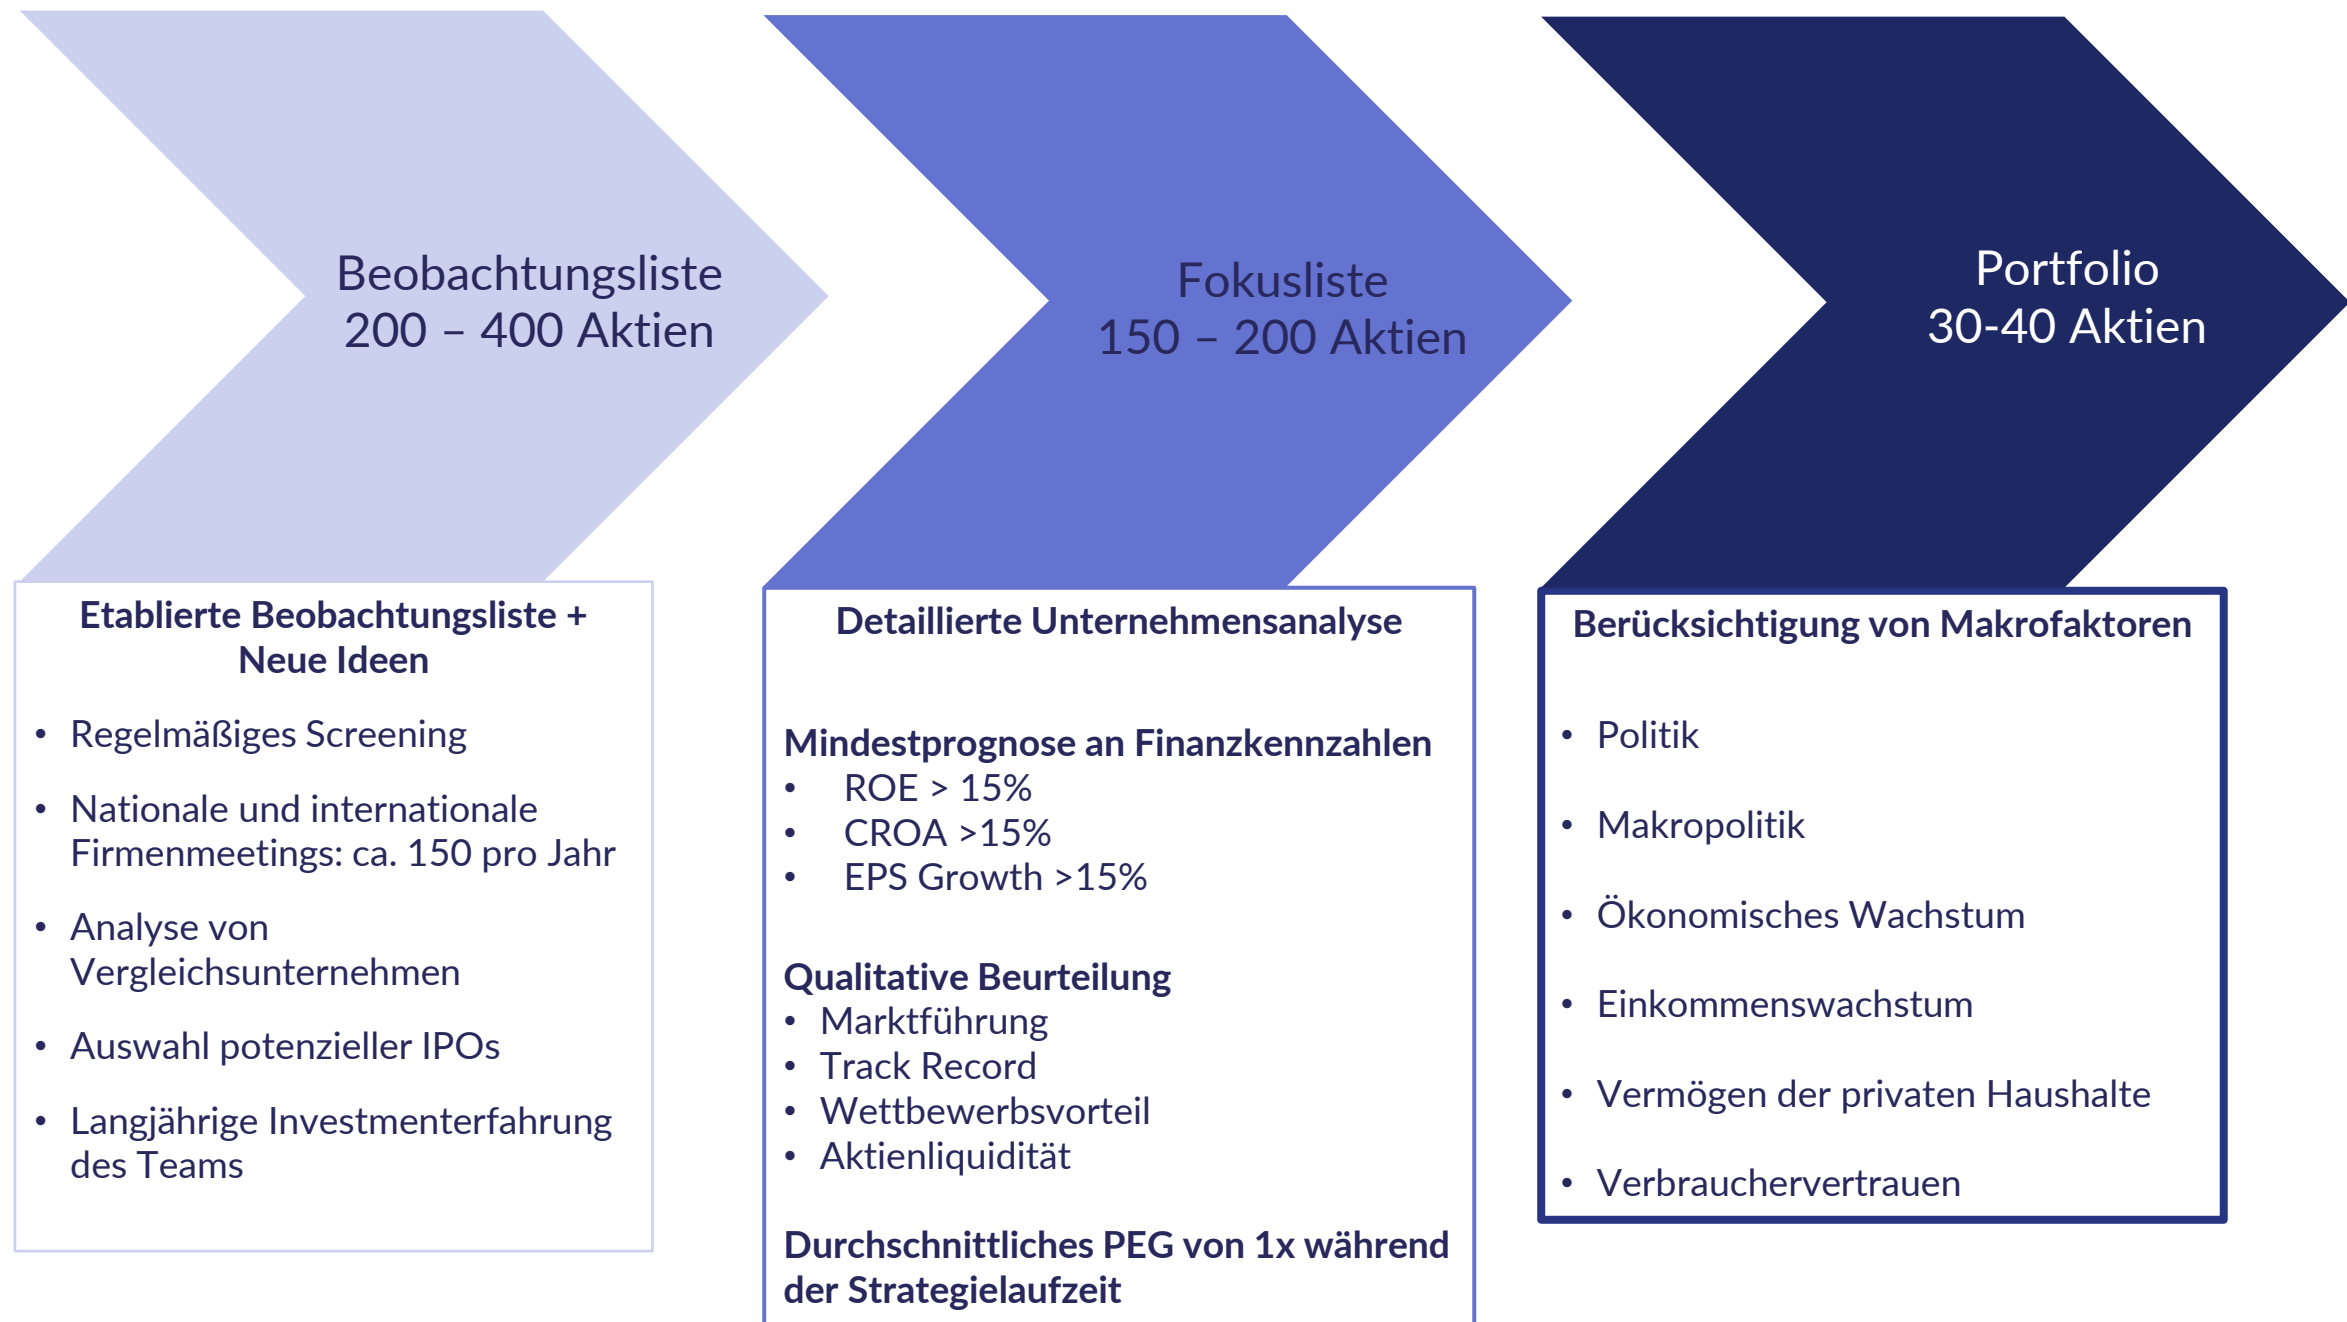 Beobachtungsliste
200 – 400 Aktien
Fokusliste
150 – 200 Aktien
Portfolio
30-40 Aktien
Etablierte Beobachtungsliste +
Neue Ideen
• Regelmäßiges Screening
• Nationale und internationale
Firmenmeetings: ca. 150 pro Jahr
• Analyse von
Vergleichsunternehmen
• Auswahl potenzieller IPOs
• Langjährige Investmenterfahrung
des Teams
Detaillierte Unternehmensanalyse
Mindestprognose an Finanzkennzahlen
• ROE > 15%
• CROA >15%
• EPS Growth >15%
Qualitative Beurteilung
• Marktführung
• Track Record
• Wettbewerbsvorteil
• Aktienliquidität
Durchschnittliches PEG von 1x während
der Strategielaufzeit
Berücksichtigung von Makrofaktoren
• Politik
• Makropolitik
• Ökonomisches Wachstum
• Einkommenswachstum
• Vermögen der privaten Haushalte
• Verbrauchervertrauen